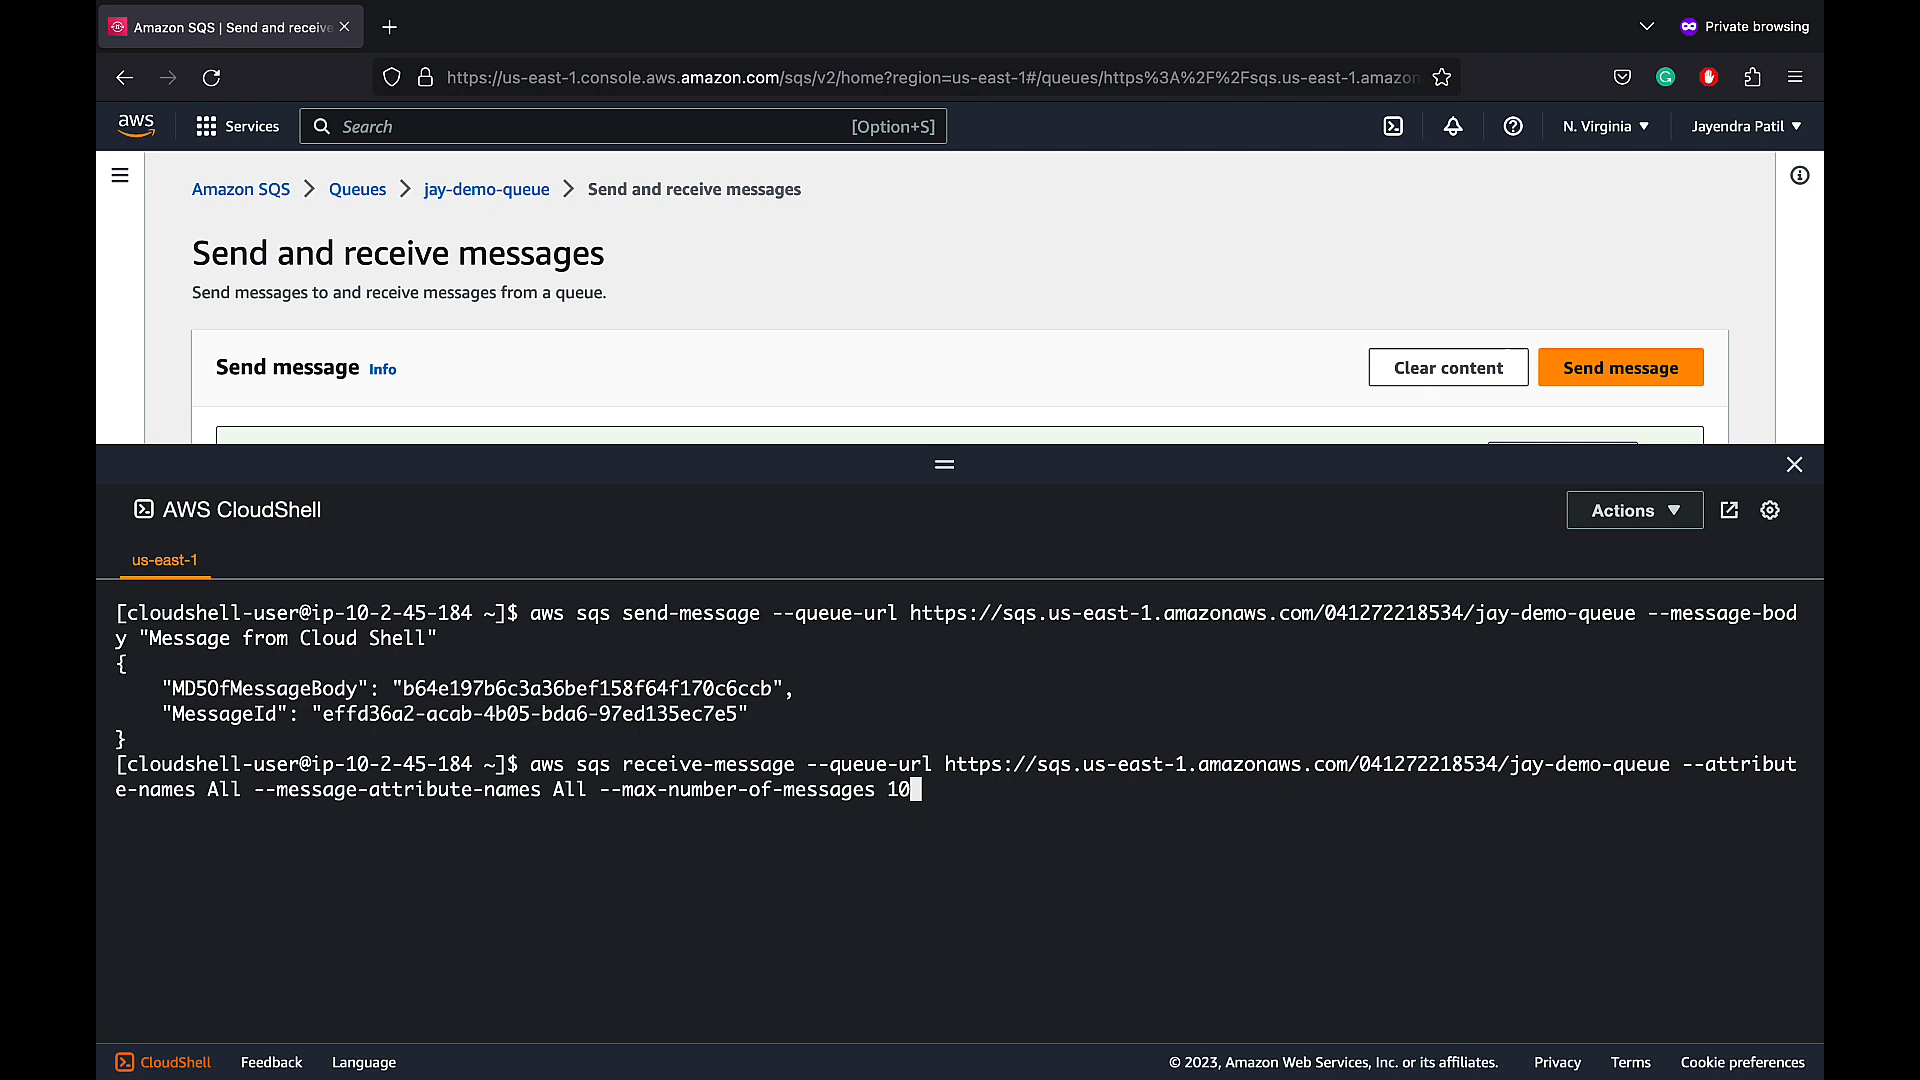 Amazon SQS | Send and receive
Private browsing
https://us-east-1.console.aws.amazon.com/sqs/v2/home?region=us-east-1#/queues/https%3A%2F%2Fsqs.us-east-1.amazon
aws
Services
Search
[Option+S]
N. Virginia
Jayendra Patil
Amazon SQS > Queues > jay-demo-queue > Send and receive messages
Send and receive messages
Send messages to and receive messages from a queue.
Send message Info
Clear content
Send message
AWS CloudShell
Actions
us-east-1
[cloudshell-user@ip-10-2-45-184 ~]$ aws sqs send-message --queue-url https://sqs.us-east-1.amazonaws.com/041272218534/jay-demo-queue --message-bod
y "Message from Cloud Shell"
{
    "MD5OfMessageBody": "b64e197b6c3a36bef158f64f170c6ccb",
    "MessageId": "effd36a2-acab-4b05-bda6-97ed135ec7e5"
}
[cloudshell-user@ip-10-2-45-184 ~]$ aws sqs receive-message --queue-url https://sqs.us-east-1.amazonaws.com/041272218534/jay-demo-queue --attribut
e-names All --message-attribute-names All --max-number-of-messages 10
CloudShell
Feedback
Language
© 2023, Amazon Web Services, Inc. or its affiliates.
Privacy
Terms
Cookie preferences